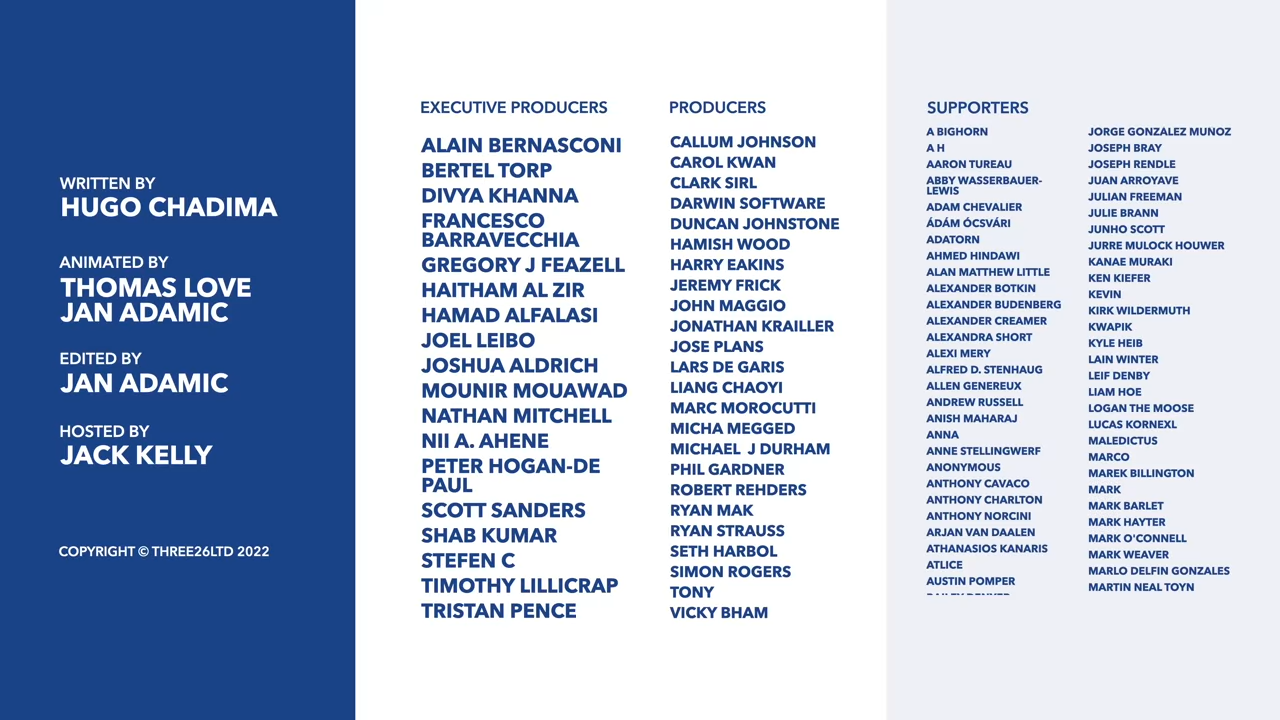 WRITTEN BY
HUGO CHADIMA
ANIMATED BY
THOMAS LOVE
JAN ADAMIC
EDITED BY
JAN ADAMIC
HOSTED BY
JACK KELLY
COPYRIGHT © THREE26LTD 2022
EXECUTIVE PRODUCERS
ALAIN BERNASCONI
BERTEL TORP
DIVYA KHANNA
FRANCESCO
BARRAVECCHIA
GREGORY J FEAZELL
HAITHAM AL ZIR
HAMAD ALFALASI
JOEL LEIBO
JOSHUA ALDRICH
MOUNIR MOUAWAD
NATHAN MITCHELL
NII A. AHENE
PETER HOGAN-DE
PAUL
SCOTT SANDERS
SHAB KUMAR
STEFEN C
TIMOTHY LILLICRAP
TRISTAN PENCE
PRODUCERS
CALLUM JOHNSON
CAROL KWAN
CLARK SIRL
DARWIN SOFTWARE
DUNCAN JOHNSTONE
HAMISH WOOD
HARRY EAKINS
JEREMY FRICK
JOHN MAGGIO
JONATHAN KRAILLER
JOSE PLANS
LARS DE GARIS
LIANG CHAOYI
MARC MOROCUTTI
MICHA MEGGED
MICHAEL J DURHAM
PHIL GARDNER
ROBERT REHDERS
RYAN MAK
RYAN STRAUSS
SETH HARBOL
SIMON ROGERS
TONY
VICKY BHAM
SUPPORTERS
A BIGHORN
A H
AARON TUREAU
ABBY WASSERBAUER-
LEWIS
ADAM CHEVALIER
ÁDÁM ÓCSVÁRI
ADATORN
AHMED HINDAWI
ALAN MATTHEW LITTLE
ALEXANDER BOTKIN
ALEXANDER BUDENBERG
ALEXANDER CREAMER
ALEXANDRA SHORT
ALEXI MERY
ALFRED D. STENHAUG
ALLEN GENEREUX
ANDREW RUSSELL
ANISH MAHARAJ
ANNA
ANNE STELLINGWERF
ANONYMOUS
ANTHONY CAVACO
ANTHONY CHARLTON
ANTHONY NORCINI
ARJAN VAN DAALEN
ATHANASIOS KANARIS
ATLICE
AUSTIN POMPER
JORGE GONZALEZ MUNOZ
JOSEPH BRAY
JOSEPH RENDLE
JUAN ARROYAVE
JULIAN FREEMAN
JULIE BRANN
JUNHO SCOTT
JURRE MULOCK HOUWER
KANAE MURAKI
KEN KIEFER
KEVIN
KIRK WILDERMUTH
KWAPIK
KYLE HEIB
LAIN WINTER
LEIF DENBY
LIAM HOE
LOGAN THE MOOSE
LUCAS KORNEXL
MALEDICTUS
MARCO
MAREK BILLINGTON
MARK
MARK BARLET
MARK HAYTER
MARK O'CONNELL
MARK WEAVER
MARLO DELFIN GONZALES
MARTIN NEAL TOYN